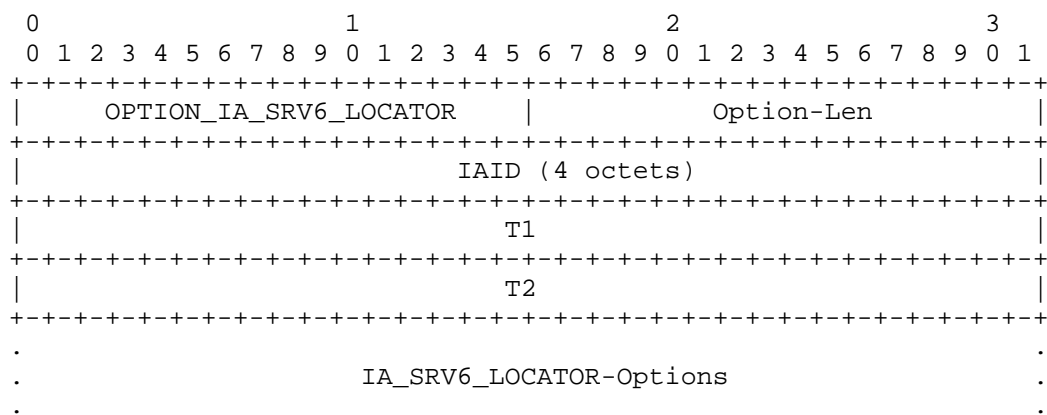 0                   1                   2                   3
 0 1 2 3 4 5 6 7 8 9 0 1 2 3 4 5 6 7 8 9 0 1 2 3 4 5 6 7 8 9 0 1
+-+-+-+-+-+-+-+-+-+-+-+-+-+-+-+-+-+-+-+-+-+-+-+-+-+-+-+-+-+-+-+-+
|     OPTION_IA_SRV6_LOCATOR    |           Option-Len          |
+-+-+-+-+-+-+-+-+-+-+-+-+-+-+-+-+-+-+-+-+-+-+-+-+-+-+-+-+-+-+-+-+
|                           IAID (4 octets)                     |
+-+-+-+-+-+-+-+-+-+-+-+-+-+-+-+-+-+-+-+-+-+-+-+-+-+-+-+-+-+-+-+-+
|                              T1                               |
+-+-+-+-+-+-+-+-+-+-+-+-+-+-+-+-+-+-+-+-+-+-+-+-+-+-+-+-+-+-+-+-+
|                              T2                               |
+-+-+-+-+-+-+-+-+-+-+-+-+-+-+-+-+-+-+-+-+-+-+-+-+-+-+-+-+-+-+-+-+
.                                                               .
.                     IA_SRV6_LOCATOR-Options                   .
.                                                               .